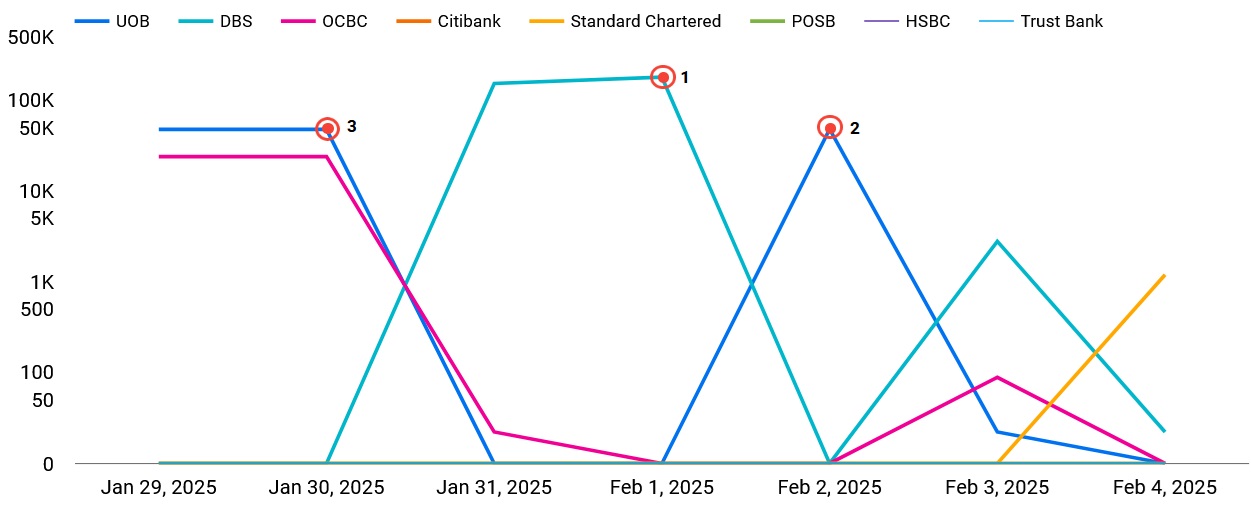 UOB DBS OCBC Citibank Standard Chartered POSB HSBC Trust Bank
500K
100K
50K
10K
5K
1K
500
100
50
0
3
1
2
Jan 29, 2025 Jan 30, 2025 Jan 31, 2025 Feb 1, 2025 Feb 2, 2025 Feb 3, 2025 Feb 4, 2025